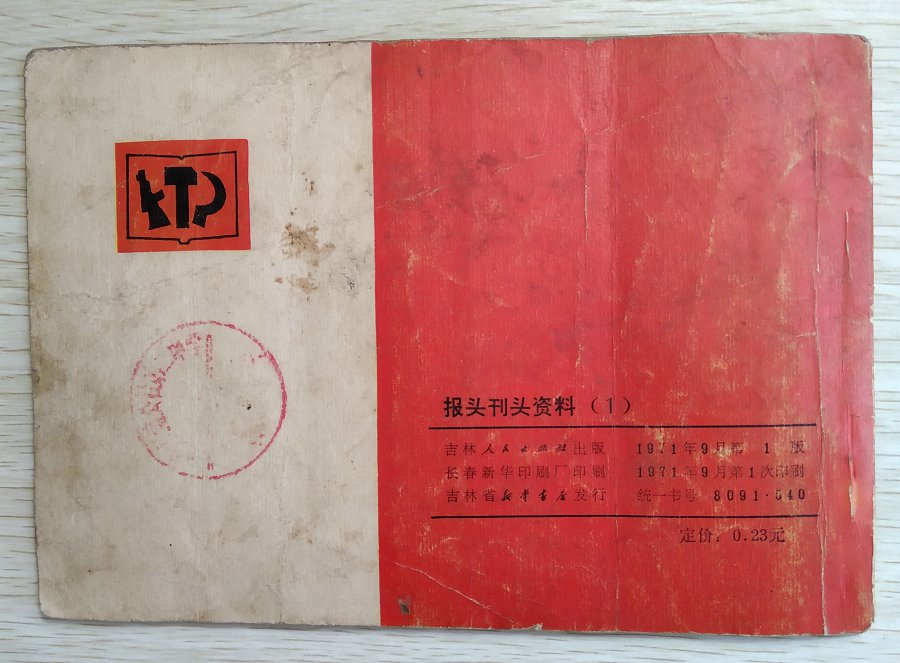 报头刊头资料（1）
吉林人民出版社出版 1971年9月第1版
长春新华印刷厂印刷 1971年9月第1次印刷
吉林省新华书店发行 统一书号 8091·540
定价：0.23元